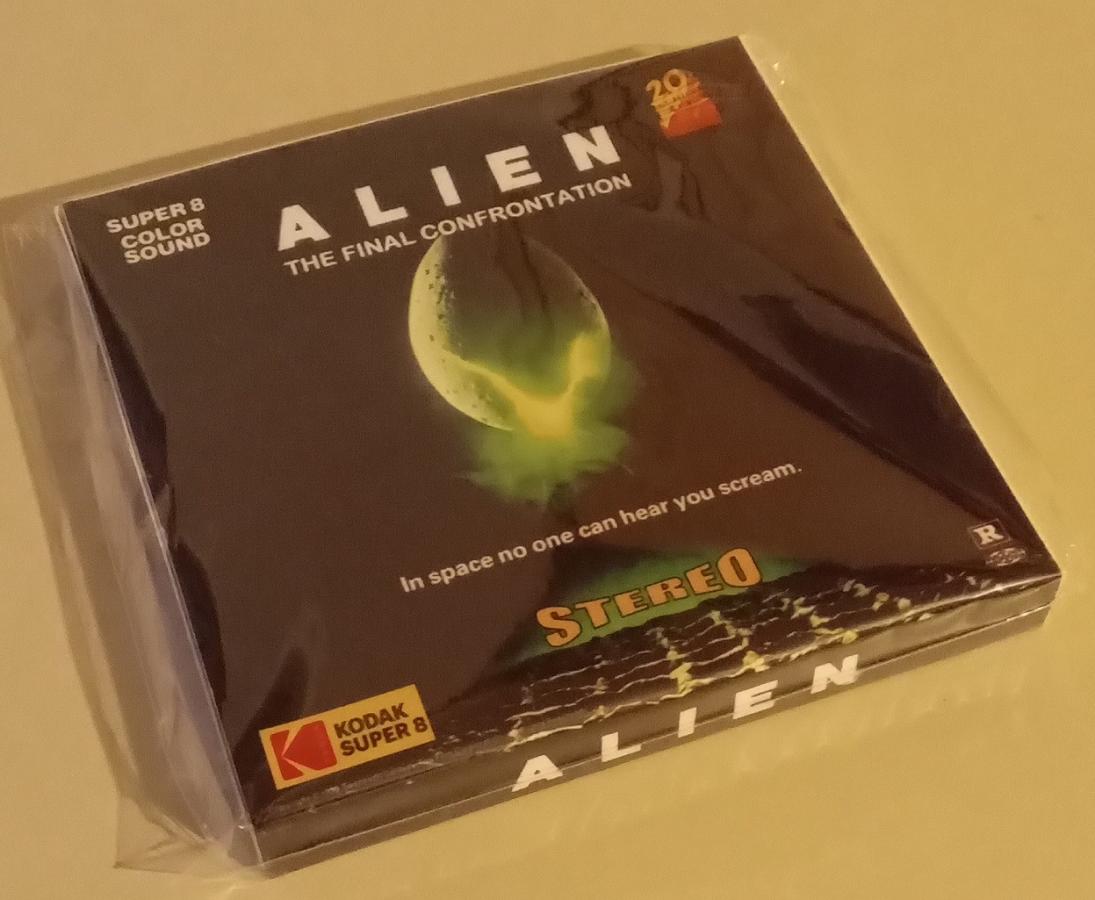 SUPER 8
COLOR
SOUND
ALIEN
THE FINAL CONFRONTATION
20
In space no one can hear you scream.
STEREO
R
KODAK
SUPER 8
ALIEN